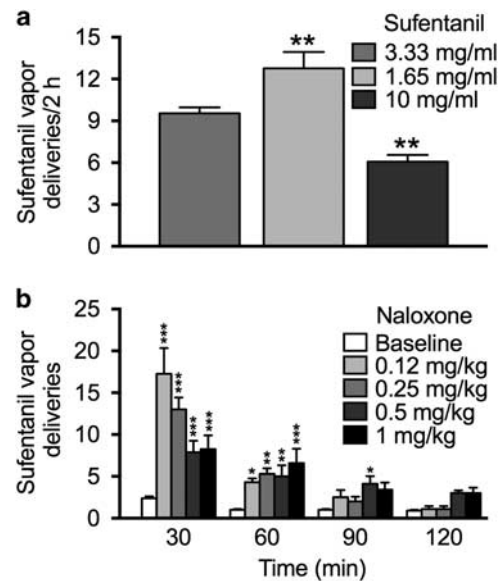 a
Sufentanil
3.33 mg/ml
1.65 mg/ml
10 mg/ml
Sufentanil vapor
deliveries/2 h
15
12
9
6
3
0
**
**
b
Naloxone
Baseline
0.12 mg/kg
0.25 mg/kg
0.5 mg/kg
1 mg/kg
Sufentanil vapor
deliveries
25
20
15
10
5
0
***
***
***
***
*
**
**
***
*
30 60 90 120
Time (min)